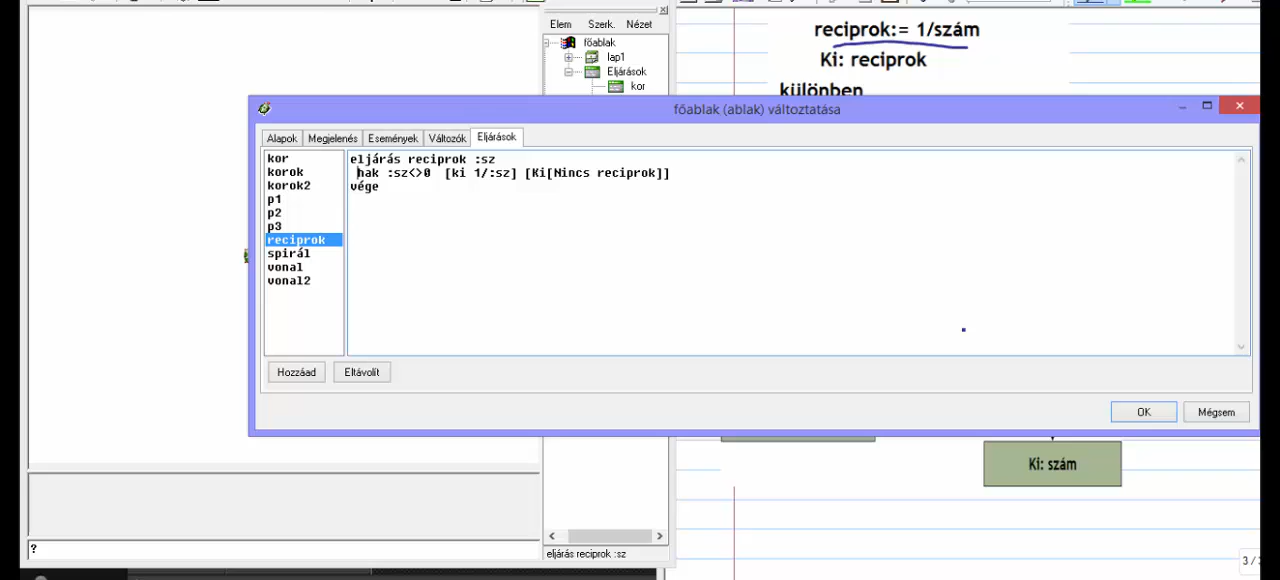 Elem Szerk. Nézet
főablak
lap1
Eljárások
kor
reciprok:= 1/szám
Ki: reciprok
különben
főablak (ablak) változtatása
Alapok Megjelenés Események Változók Eljárások
kor
korok
korok2
p1
p2
p3
reciprok
spirál
vonal
vonal2
eljárás reciprok :sz
hak :sz<>0 [ki 1/:sz] [Ki[Nincs reciprok]]
vége
Hozzáad Eltávolít
OK Mégsem
Ki: szám
?
eljárás reciprok :sz